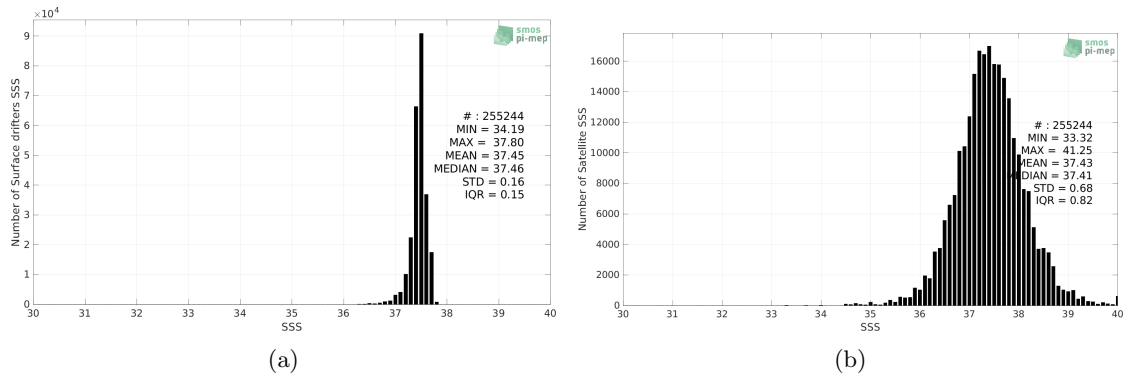 ×10⁴
9
8
7
6
5
4
3
2
1
0
Number of Surface drifters SSS
30 31 32 33 34 35 36 37 38 39 40
SSS
smos
pi-mep
# : 255244
MIN = 34.19
MAX = 37.80
MEAN = 37.45
MEDIAN = 37.46
STD = 0.16
IQR = 0.15
(a)
16000
14000
12000
10000
8000
6000
4000
2000
0
Number of Satellite SSS
30 31 32 33 34 35 36 37 38 39 40
SSS
smos
pi-mep
# : 255244
MIN = 33.32
MAX = 41.25
MEAN = 37.43
MEDIAN = 37.41
STD = 0.68
IQR = 0.82
(b)